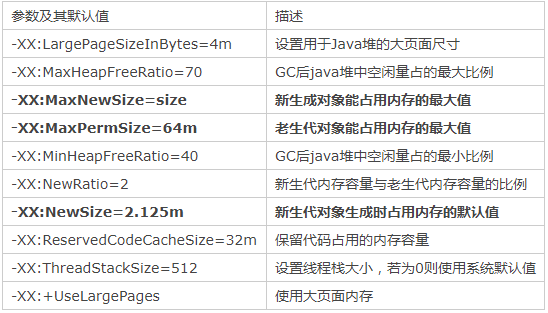 参数及其默认值 描述
-XX:LargePageSizeInBytes=4m 设置用于Java堆的大页面尺寸
-XX:MaxHeapFreeRatio=70 GC后java堆中空闲量占的最大比例
-XX:MaxNewSize=size 新生成对象能占用内存的最大值
-XX:MaxPermSize=64m 老生代对象能占用内存的最大值
-XX:MinHeapFreeRatio=40 GC后java堆中空闲量占的最小比例
-XX:NewRatio=2 新生代内存容量与老生代内存容量的比例
-XX:NewSize=2.125m 新生代对象生成时占用内存的默认值
-XX:ReservedCodeCacheSize=32m 保留代码占用的内存容量
-XX:ThreadStackSize=512 设置线程栈大小，若为0则使用系统默认值
-XX:+UseLargePages 使用大页面内存